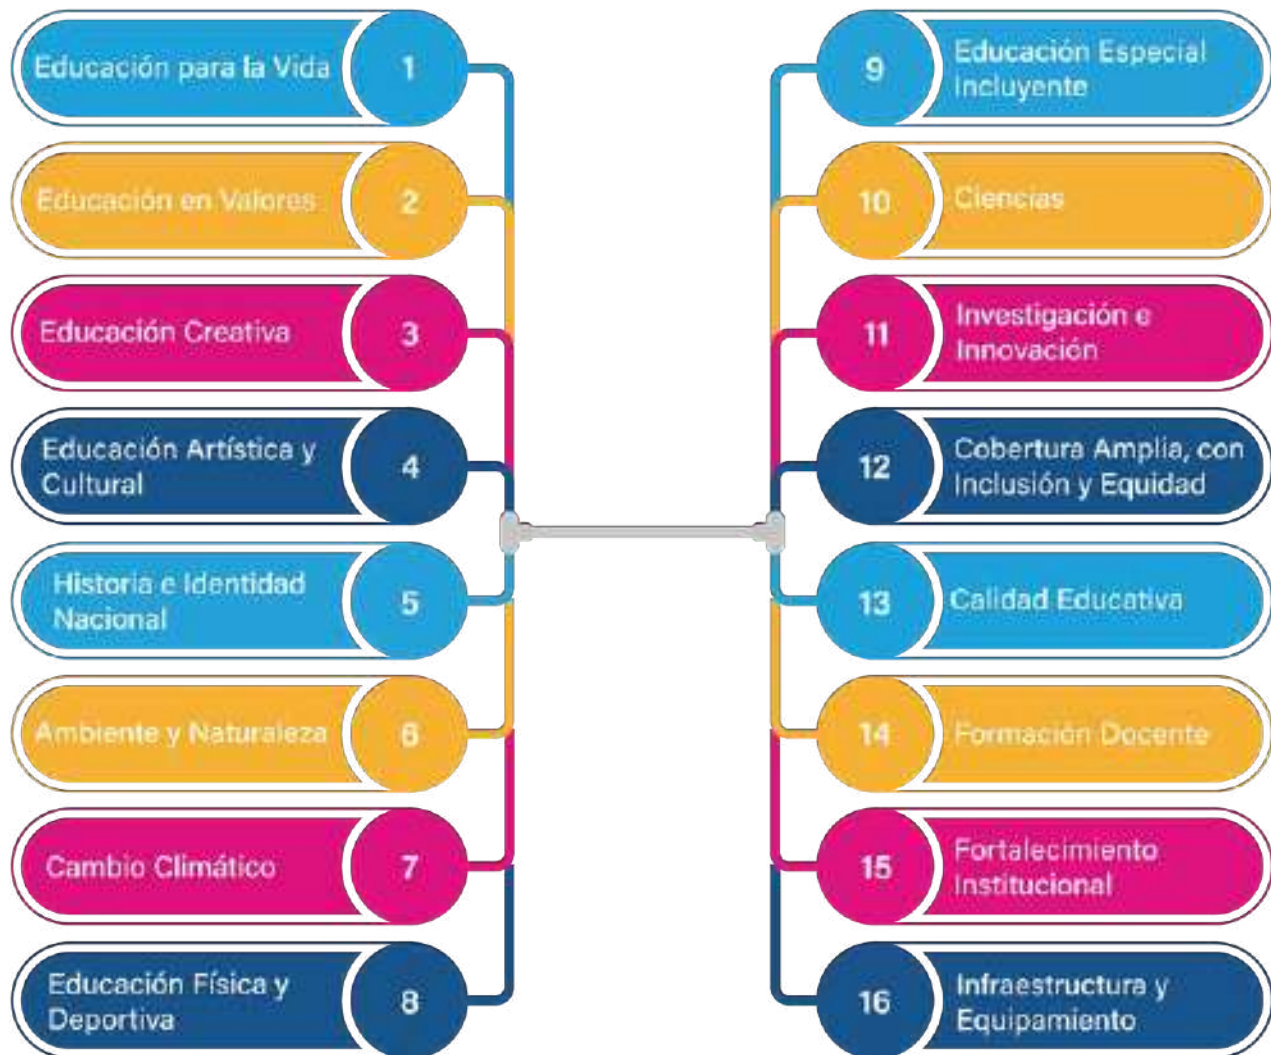 Educación para la Vida
1
Educación en Valores
2
Educación Creativa
3
Educación Artística y
Cultural
4
Historia e Identidad
Nacional
5
Ambiente y Naturaleza
6
Cambio Climático
7
Educación Física y
Deportiva
8
9
Educación Especial
Incluyente
10
Ciencias
11
Investigación e
Innovación
12
Cobertura Amplia, con
Inclusión y Equidad
13
Calidad Educativa
14
Formación Docente
15
Fortalecimiento
Institucional
16
Infraestructura y
Equipamiento